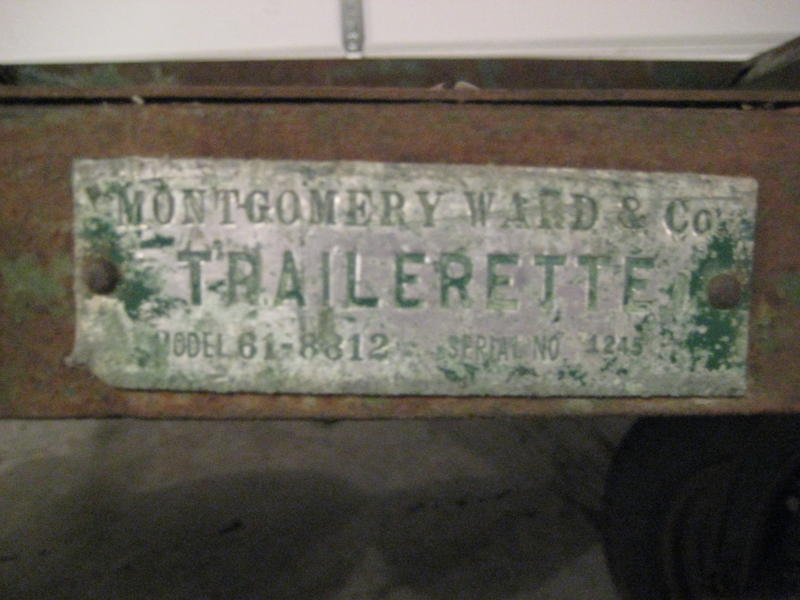 MONTGOMERY WARD & Co
TRAILERETTE
MODEL 61-8812 SERIAL NO 1245